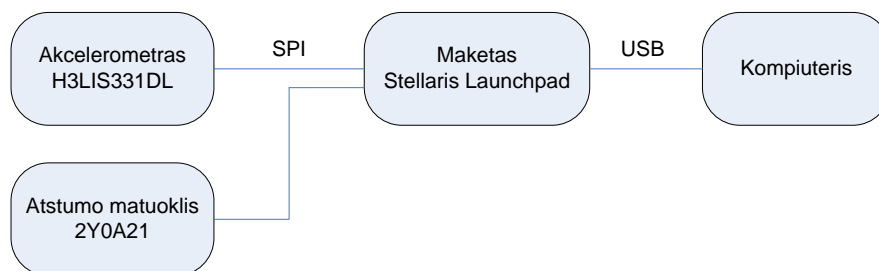 Akcelerometras
H3LIS331DL
SPI
Maketas
Stellaris Launchpad
USB
Kompiuteris
Atstumo matuoklis
2Y0A21